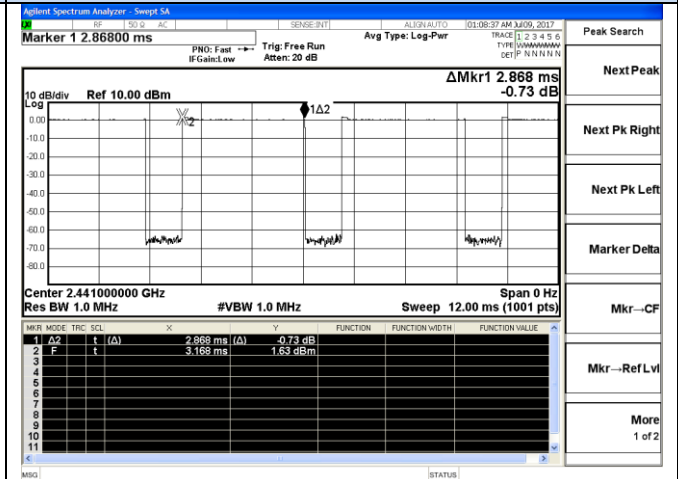 Agilent Spectrum Analyzer - Swept SA
RF 50 Ω AC SENSE:INT ALIGN AUTO 01:08:37 AM Jul 09, 2017
Marker 1 2.86800 ms
PNO: Fast
IFGain:Low
Trig: Free Run
Atten: 20 dB
Avg Type: Log-Pwr
TRACE 1 2 3 4 5 6
TYPE WWWWWW
DET P N N N N N
Peak Search
ΔMkr1 2.868 ms
-0.73 dB
10 dB/div Ref 10.00 dBm
Log
1Δ2
2
0.00
-10.0
-20.0
-30.0
-40.0
-50.0
-60.0
-70.0
-80.0
Center 2.441000000 GHz Span 0 Hz
Res BW 1.0 MHz #VBW 1.0 MHz Sweep 12.00 ms (1001 pts)
MKR MODE TRC SCL X Y FUNCTION FUNCTION WIDTH FUNCTION VALUE
1 Δ2 t (Δ) 2.868 ms (Δ) -0.73 dB
2 F t 3.168 ms 1.63 dBm
3
4
5
6
7
8
9
10
11
MSG STATUS
Next Peak
Next Pk Right
Next Pk Left
Marker Delta
Mkr→CF
Mkr→Ref Lvl
More
1 of 2